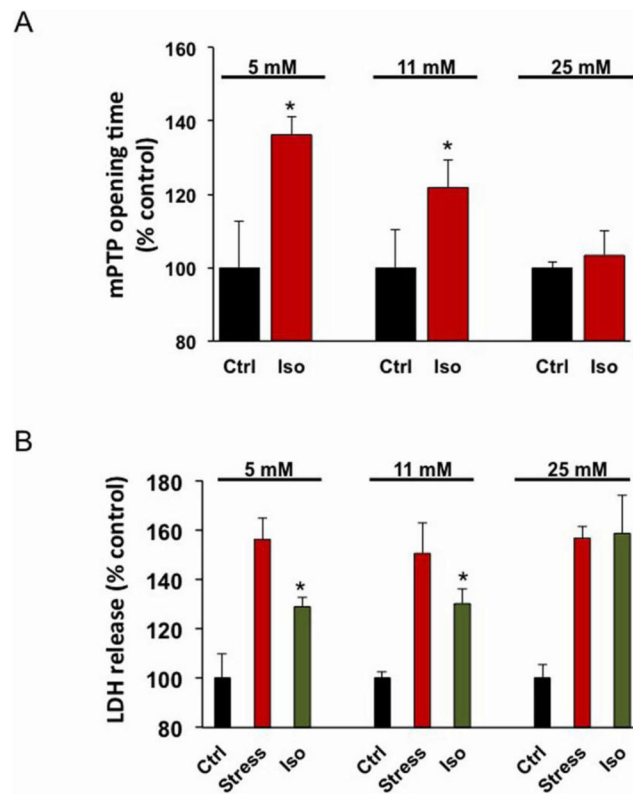 A
mPTP opening time
(% control)
160
140
120
100
80
5 mM
11 mM
25 mM
*
*
Ctrl Iso
Ctrl Iso
Ctrl Iso
B
LDH release (% control)
180
160
140
120
100
80
5 mM
11 mM
25 mM
*
*
Ctrl Stress Iso
Ctrl Stress Iso
Ctrl Stress Iso